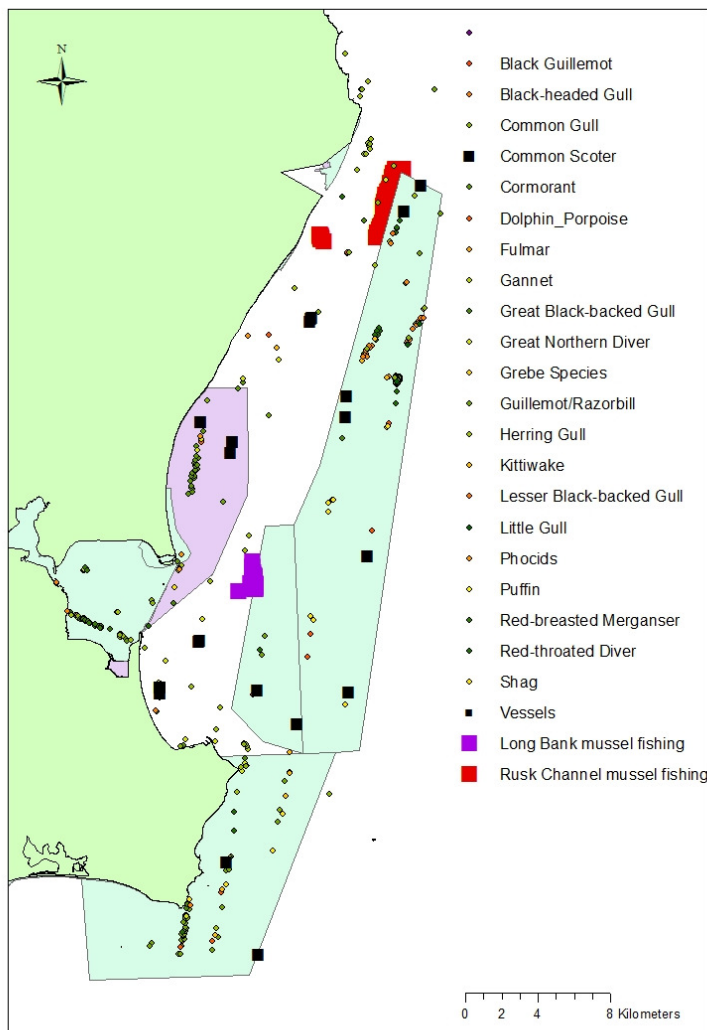 N
Black Guillemot
Black-headed Gull
Common Gull
Common Scoter
Cormorant
Dolphin_Porpoise
Fulmar
Gannet
Great Black-backed Gull
Great Northern Diver
Grebe Species
Guillemot/Razorbill
Herring Gull
Kittiwake
Lesser Black-backed Gull
Little Gull
Phocids
Puffin
Red-breasted Merganser
Red-throated Diver
Shag
Vessels
Long Bank mussel fishing
Rusk Channel mussel fishing
0 2 4 8 Kilometers